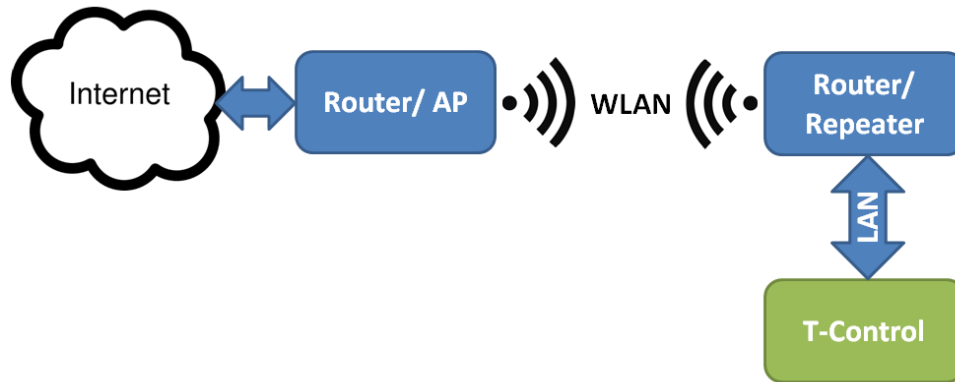 Internet
Router/ AP
WLAN
Router/
Repeater
LAN
T-Control